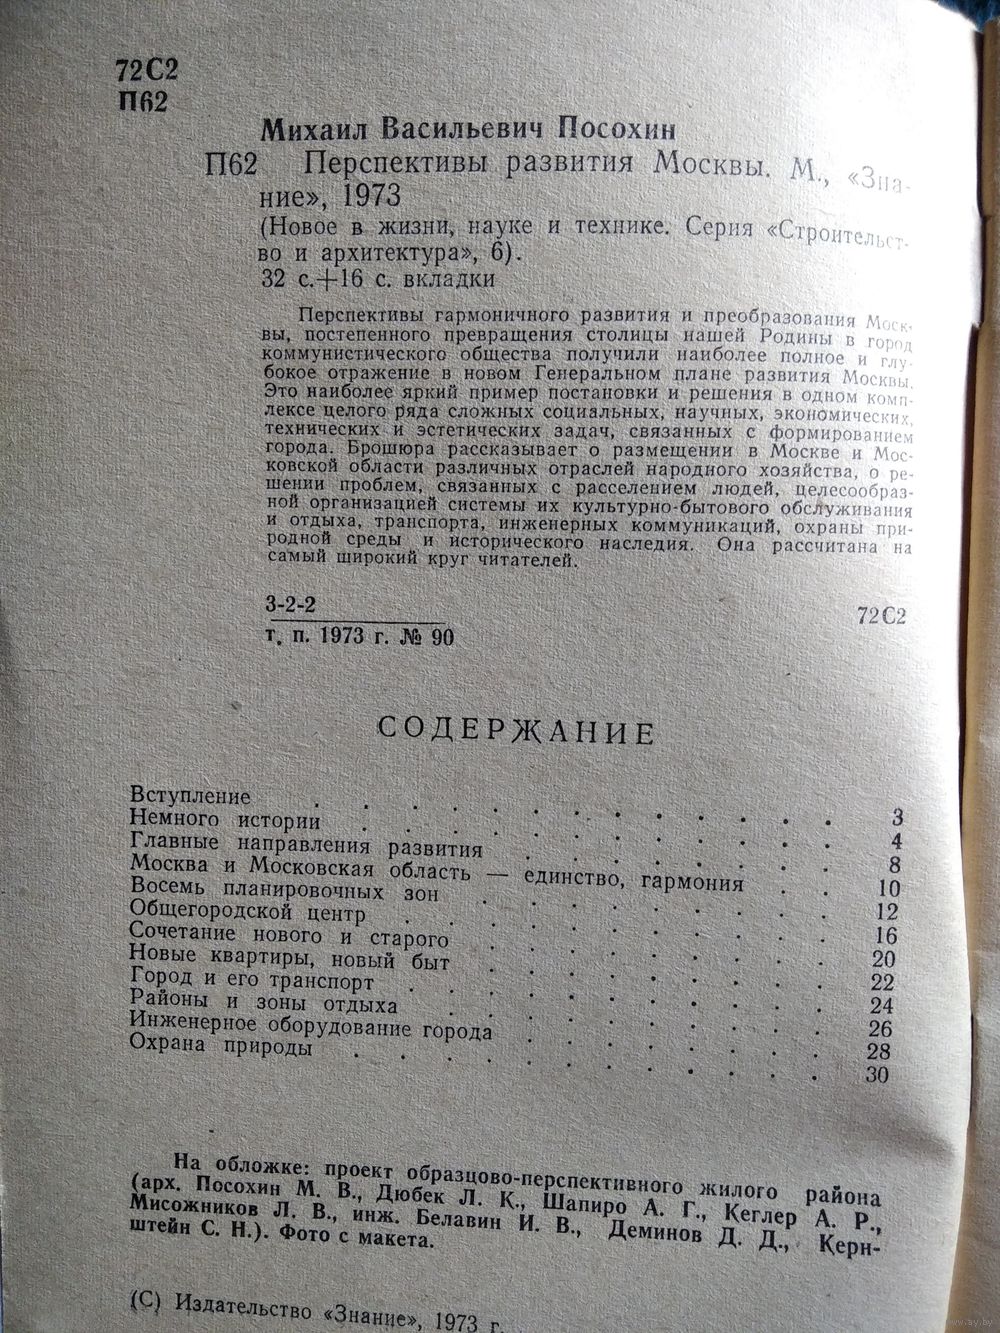 72С2
П62
Михаил Васильевич Посохин
П62 Перспективы развития Москвы. М., «Зна-
ние», 1973
(Новое в жизни, науке и технике. Серия «Строительст-
во и архитектура», 6).
32 с.+16 с. вкладки
Перспективы гармоничного развития и преобразования Моск-
вы, постепенного превращения столицы нашей Родины в город
коммунистического общества получили наиболее полное и глу-
бокое отражение в новом Генеральном плане развития Москвы.
Это наиболее яркий пример постановки и решения в одном комп-
лексе целого ряда сложных социальных, научных, экономических,
технических и эстетических задач, связанных с формированием
города. Брошюра рассказывает о размещении в Москве и Мос-
ковской области различных отраслей народного хозяйства, о ре-
шении проблем, связанных с расселением людей, целесообраз-
ной организацией системы их культурно-бытового обслуживания
и отдыха, транспорта, инженерных коммуникаций, охраны при-
родной среды и исторического наследия. Она рассчитана на
самый широкий круг читателей.
3-2-2
т. п. 1973 г. № 90
72С2
СОДЕРЖАНИЕ
Вступление . . . . . . . . . . . . . 3
Немного истории . . . . . . . . . . . . 4
Главные направления развития . . . . . . . . 8
Москва и Московская область — единство, гармония . . 10
Восемь планировочных зон . . . . . . . . . 12
Общегородской центр . . . . . . . . . . . 16
Сочетание нового и старого . . . . . . . . . 20
Новые квартиры, новый быт . . . . . . . . . 22
Город и его транспорт . . . . . . . . . . . 24
Районы и зоны отдыха . . . . . . . . . . 26
Инженерное оборудование города . . . . . . . . 28
Охрана природы . . . . . . . . . . . . 30
На обложке: проект образцово-перспективного жилого района
(арх. Посохин М. В., Дюбек Л. К., Шапиро А. Г., Кеглер А. Р.,
Мисожников Л. В., инж. Белавин И. В., Деминов Д. Д., Керн-
штейн С. Н.). Фото с макета.
(С) Издательство «Знание», 1973 г.
www.ay.by